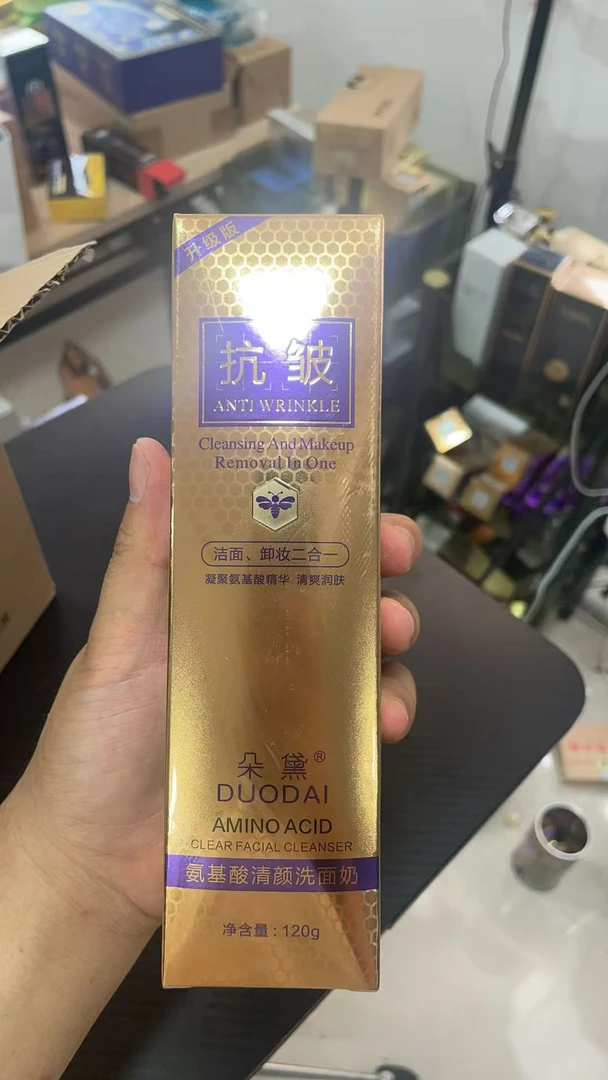 升级版
抗皱
ANTI WRINKLE
Cleansing And Makeup
Removal In One
洁面、卸妆二合一
凝聚氨基酸精华 清爽润肤
朵黛®
DUODAI
AMINO ACID
CLEAR FACIAL CLEANSER
氨基酸清颜洗面奶
净含量：120g